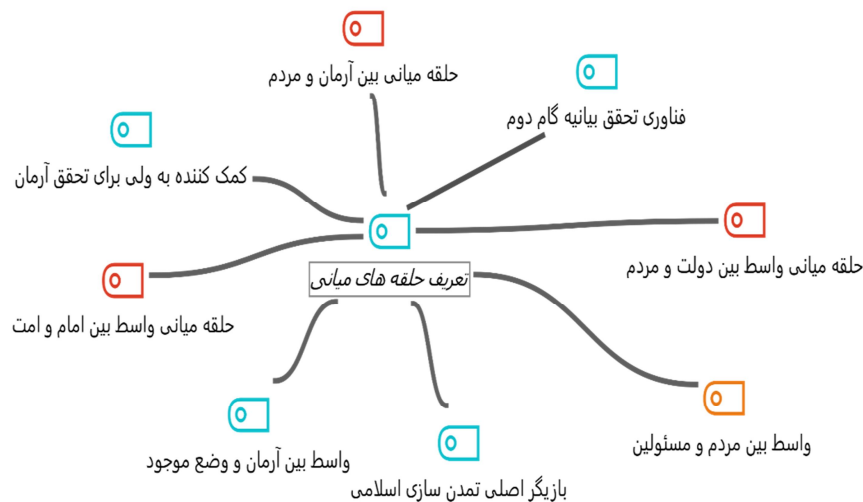 حلقه میانی بین آرمان و مردم
فناوری تحقق بیانیه گام دوم
کمک کننده به ولی برای تحقق آرمان
حلقه میانی واسط بین دولت و مردم
تعریف حلقه های میانی
حلقه میانی واسط بین امام و امت
واسط بین مردم و مسئولین
واسط بین آرمان و وضع موجود
بازیگر اصلی تمدن سازی اسلامی